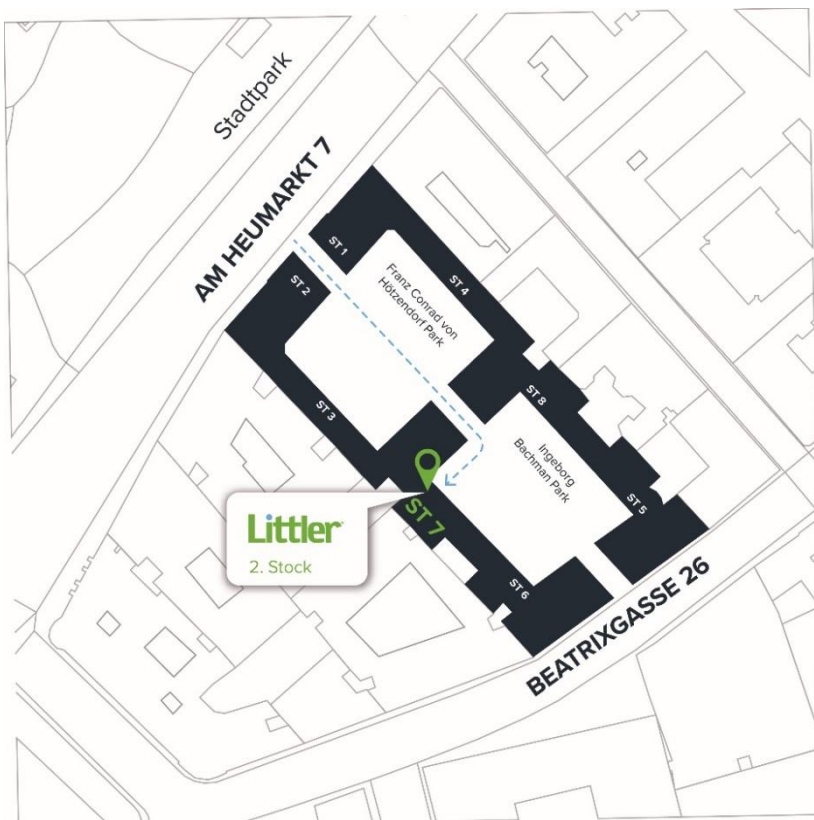 Stadtpark
AM HEUMARKT 7
ST 1
ST 2
ST 4
Franz Conrad von
Hötzendorf Park
ST 3
ST 8
Ingeborg
Bachman Park
ST 5
Littler
2. Stock
ST 7
ST 6
BEATRIXGASSE 26